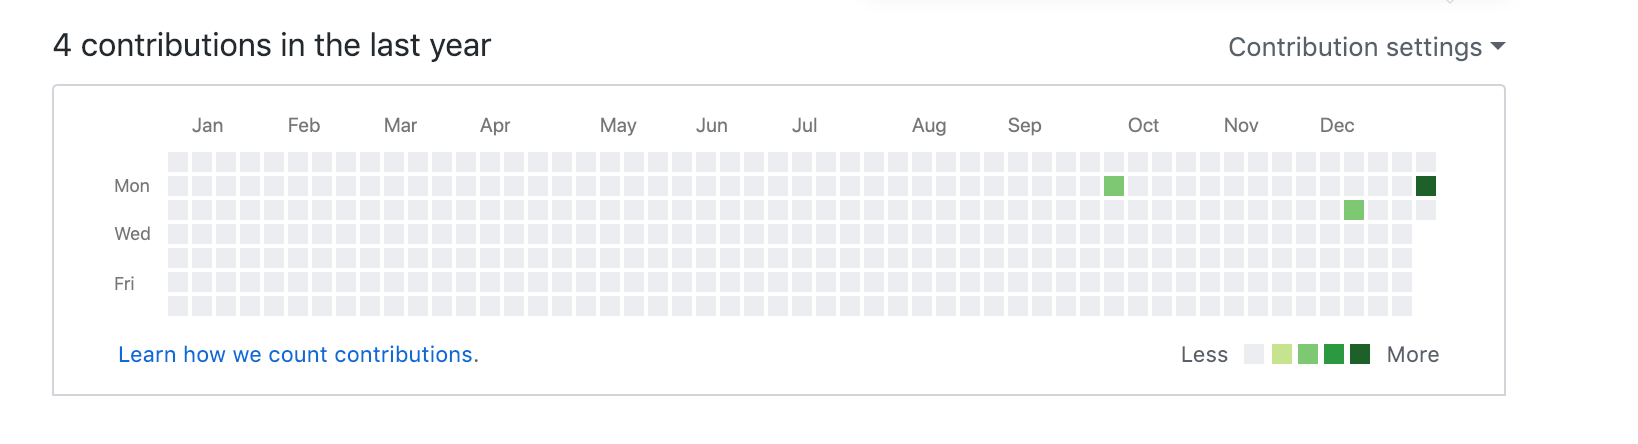 4 contributions in the last year
Contribution settings
Jan Feb Mar Apr May Jun Jul Aug Sep Oct Nov Dec
Mon
Wed
Fri
Learn how we count contributions.
Less More